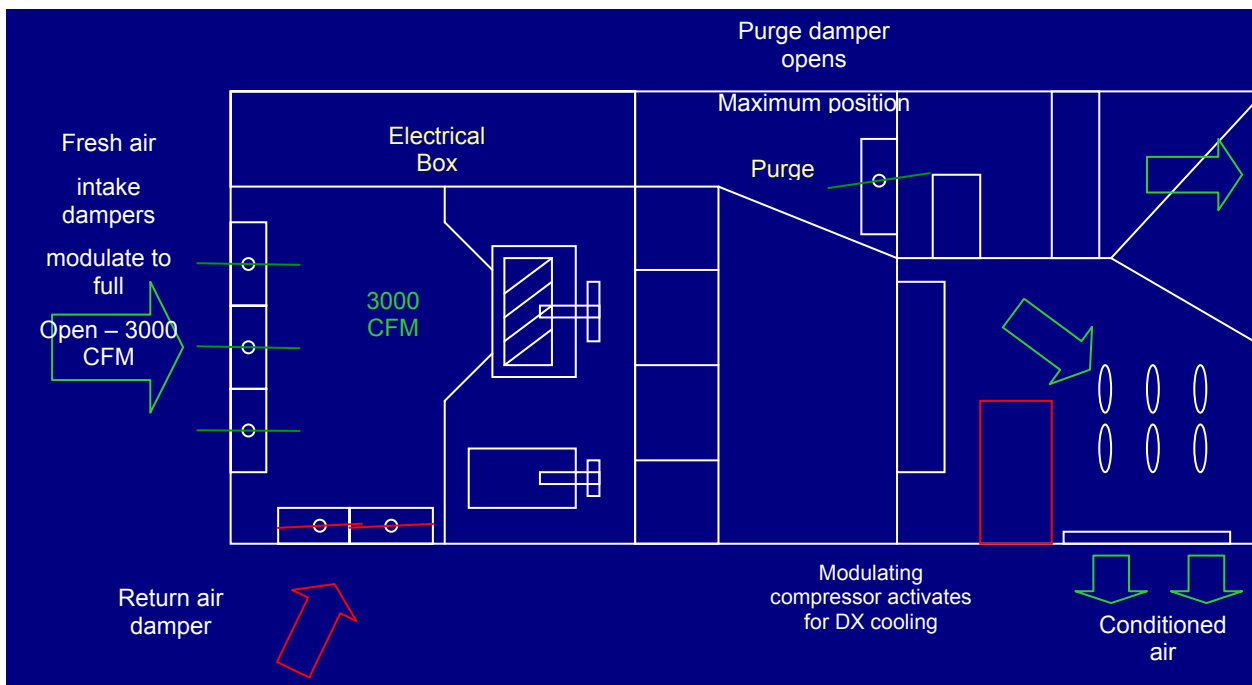 Purge damper
opens
Maximum position
Fresh air
intake
dampers
modulate to
full
Open – 3000
CFM
Electrical
Box
Purge
3000
CFM
Return air
damper
Modulating
compressor activates
for DX cooling
Conditioned
air